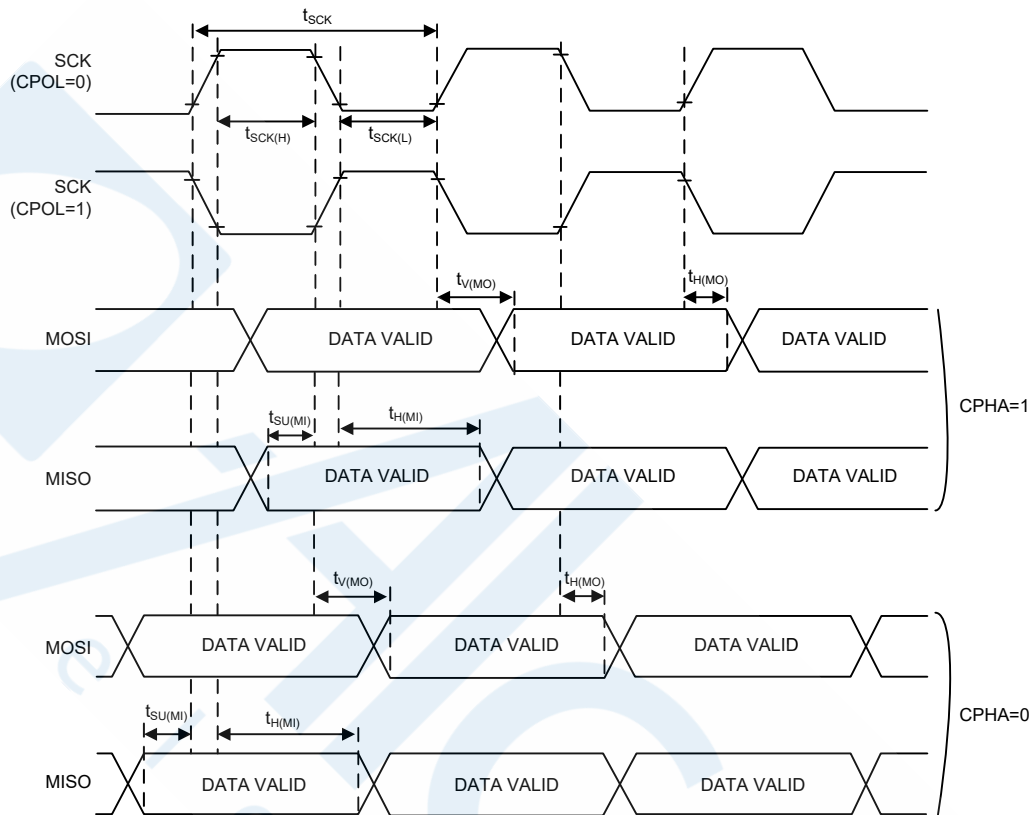 tSCK
SCK
(CPOL=0)
tSCK(H)
tSCK(L)
SCK
(CPOL=1)
tV(MO)
tH(MO)
MOSI
DATA VALID
DATA VALID
DATA VALID
CPHA=1
tSU(MI)
tH(MI)
MISO
DATA VALID
DATA VALID
DATA VALID
tV(MO)
tH(MO)
MOSI
DATA VALID
DATA VALID
DATA VALID
CPHA=0
tSU(MI)
tH(MI)
MISO
DATA VALID
DATA VALID
DATA VALID